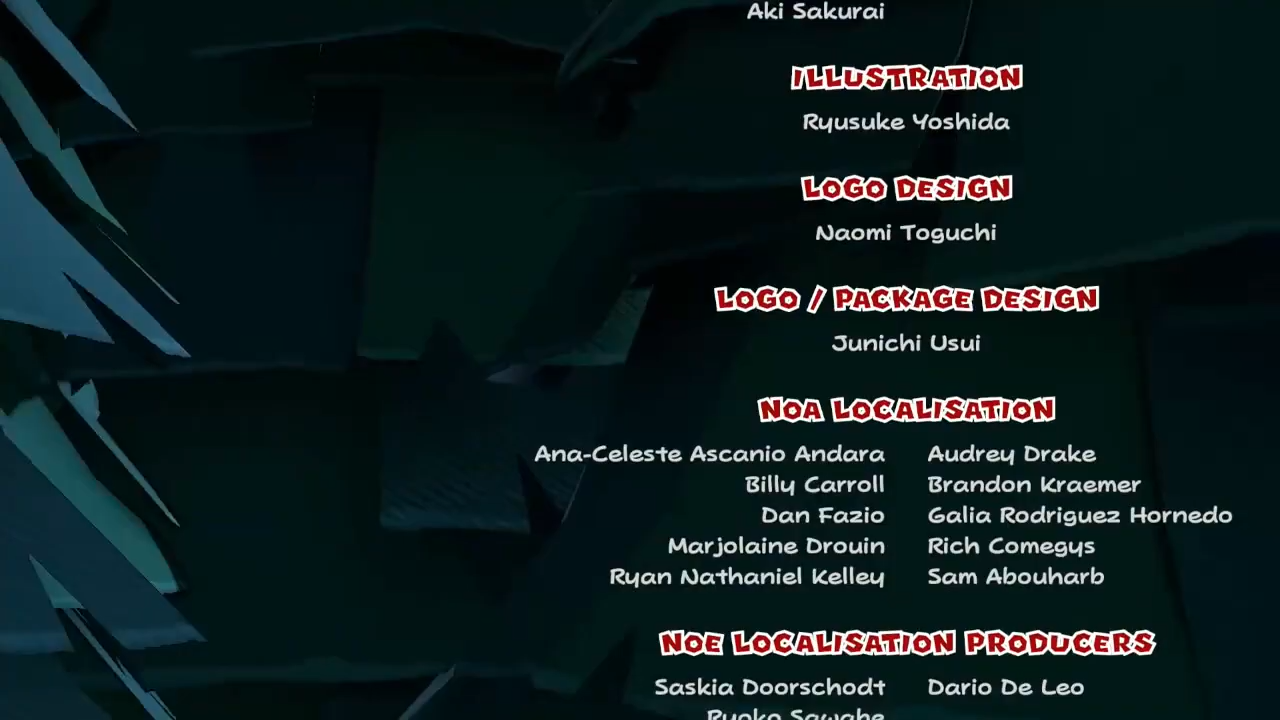 Aki Sakurai
ILLUSTRATION
Ryusuke Yoshida
LOGO DESIGN
Naomi Toguchi
LOGO / PACKAGE DESIGN
Junichi Usui
NOA LOCALISATION
Ana-Celeste Ascanio Andara Audrey Drake
Billy Carroll Brandon Kraemer
Dan Fazio Galia Rodriguez Hornedo
Marjolaine Drouin Rich Comegys
Ryan Nathaniel Kelley Sam Abouharb
NOE LOCALISATION PRODUCERS
Saskia Doorschodt Dario De Leo
Ryoko Sawabe